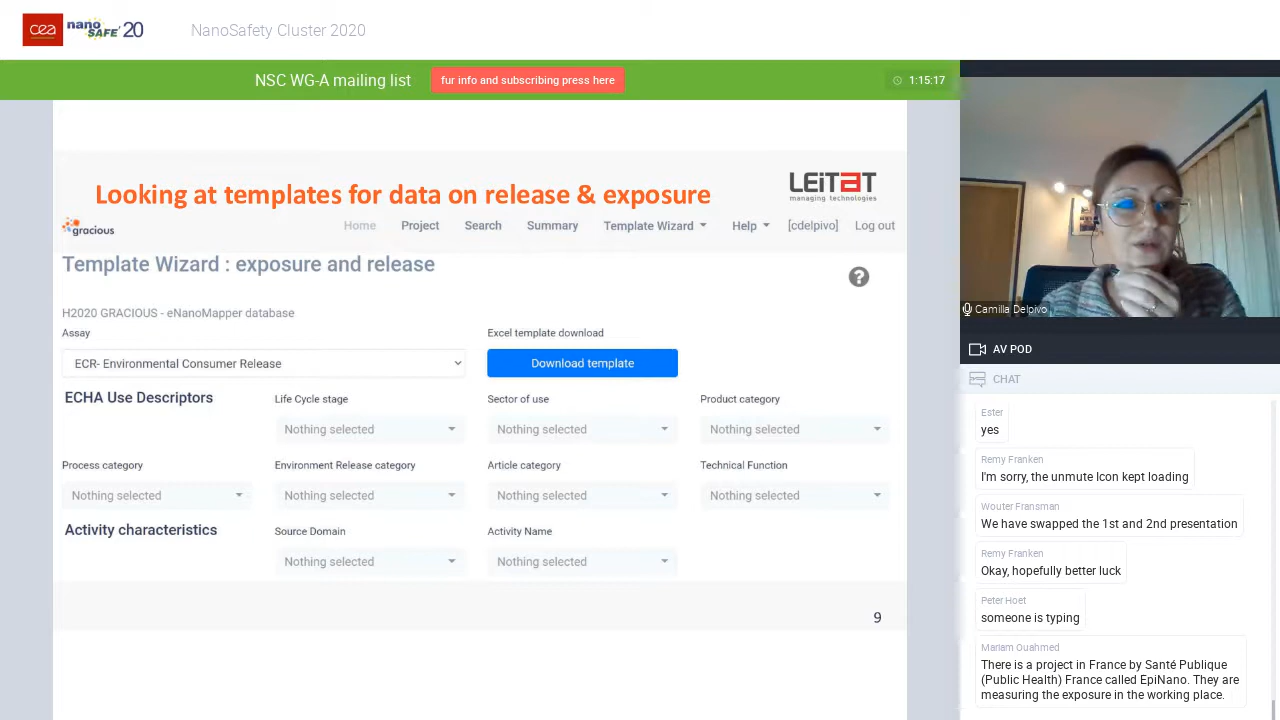 cea nano SAFE' 20
NanoSafety Cluster 2020
NSC WG-A mailing list
fur info and subscribing press here
1:15:17
Looking at templates for data on release & exposure
LEITAT
managing technologies
gracious
Home Project Search Summary Template Wizard Help [cdelpivo] Log out
Template Wizard : exposure and release
?
H2020 GRACIOUS - eNanoMapper database
Assay
Excel template download
ECR- Environmental Consumer Release
Download template
ECHA Use Descriptors
Life Cycle stage
Sector of use
Product category
Nothing selected
Nothing selected
Nothing selected
Process category
Environment Release category
Article category
Technical Function
Nothing selected
Nothing selected
Nothing selected
Nothing selected
Activity characteristics
Source Domain
Activity Name
Nothing selected
Nothing selected
9
Camilla Delpivo
AV POD
CHAT
Ester
yes
Remy Franken
I'm sorry, the unmute Icon kept loading
Wouter Fransman
We have swapped the 1st and 2nd presentation
Remy Franken
Okay, hopefully better luck
Peter Hoet
someone is typing
Mariam Ouahmed
There is a project in France by Santé Publique
(Public Health) France called EpiNano. They are
measuring the exposure in the working place.